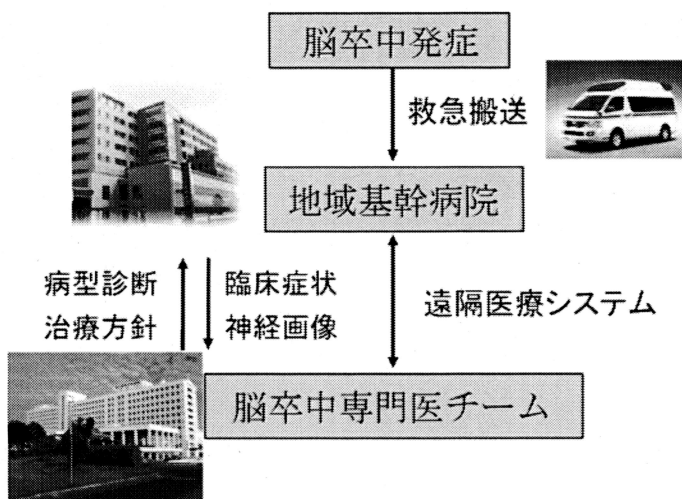 脳卒中発症
救急搬送
地域基幹病院
病型診断
治療方針
臨床症状
神経画像
遠隔医療システム
脳卒中専門医チーム